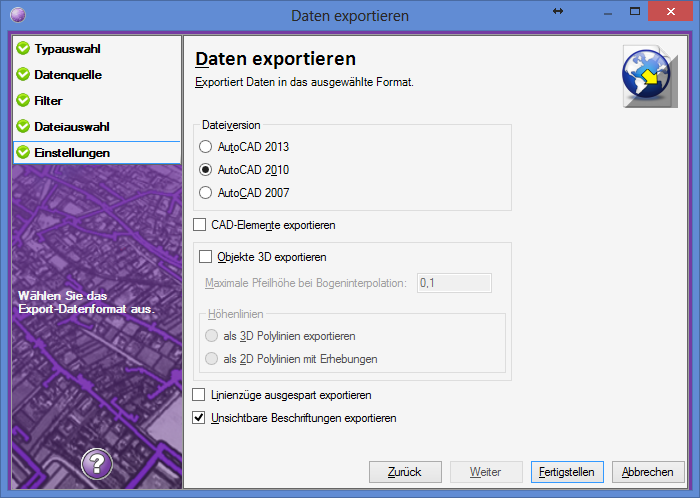 Daten exportieren
Typauswahl
Datenquelle
Filter
Dateiauswahl
Einstellungen
Wählen Sie das
Export-Datenformat aus.
?
Daten exportieren
Exportiert Daten in das ausgewählte Format.
Dateiversion
AutoCAD 2013
AutoCAD 2010
AutoCAD 2007
CAD-Elemente exportieren
Objekte 3D exportieren
Maximale Pfeilhöhe bei Bogeninterpolation: 0,1
Höhenlinien
als 3D Polylinien exportieren
als 2D Polylinien mit Erhebungen
Linienzüge ausgespart exportieren
Unsichtbare Beschriftungen exportieren
Zurück Weiter Fertigstellen Abbrechen